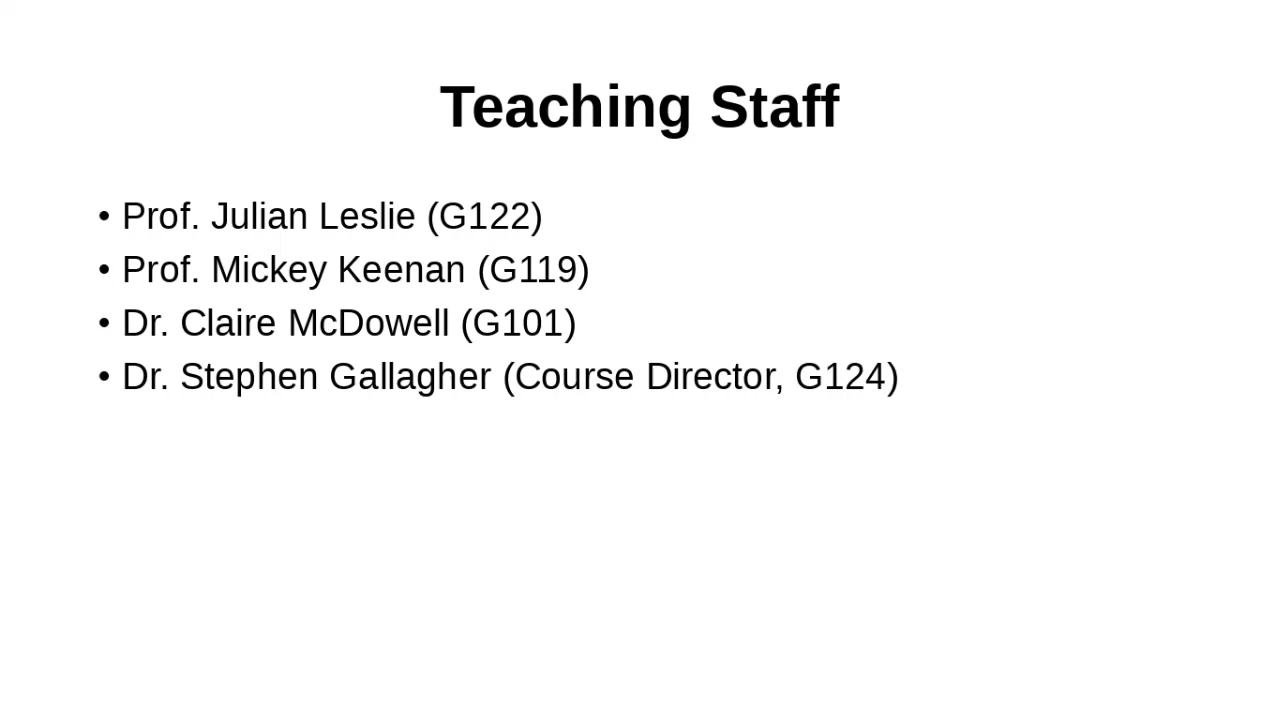 Teaching Staff
• Prof. Julian Leslie (G122)
• Prof. Mickey Keenan (G119)
• Dr. Claire McDowell (G101)
• Dr. Stephen Gallagher (Course Director, G124)